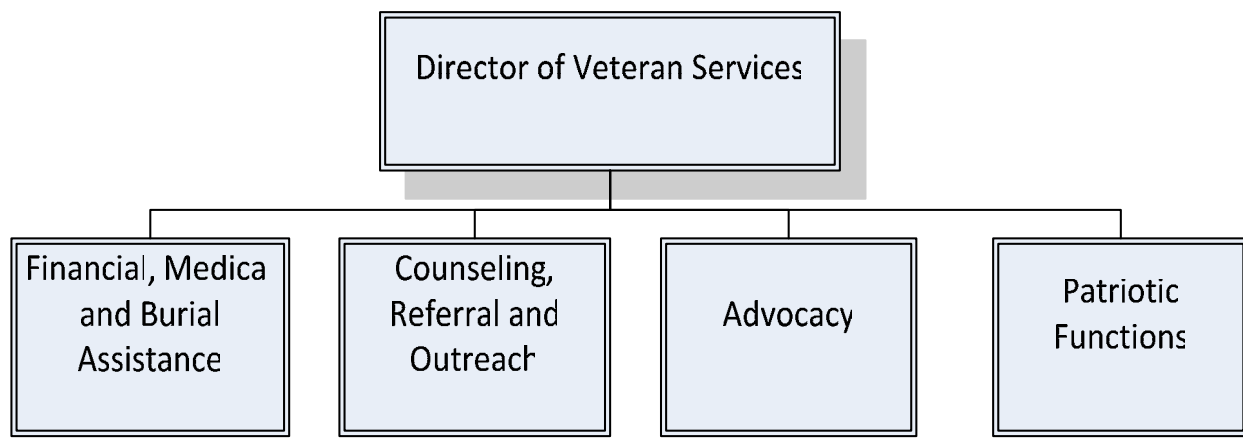 Director of Veteran Services
Financial, Medica
and Burial
Assistance
Counseling,
Referral and
Outreach
Advocacy
Patriotic
Functions